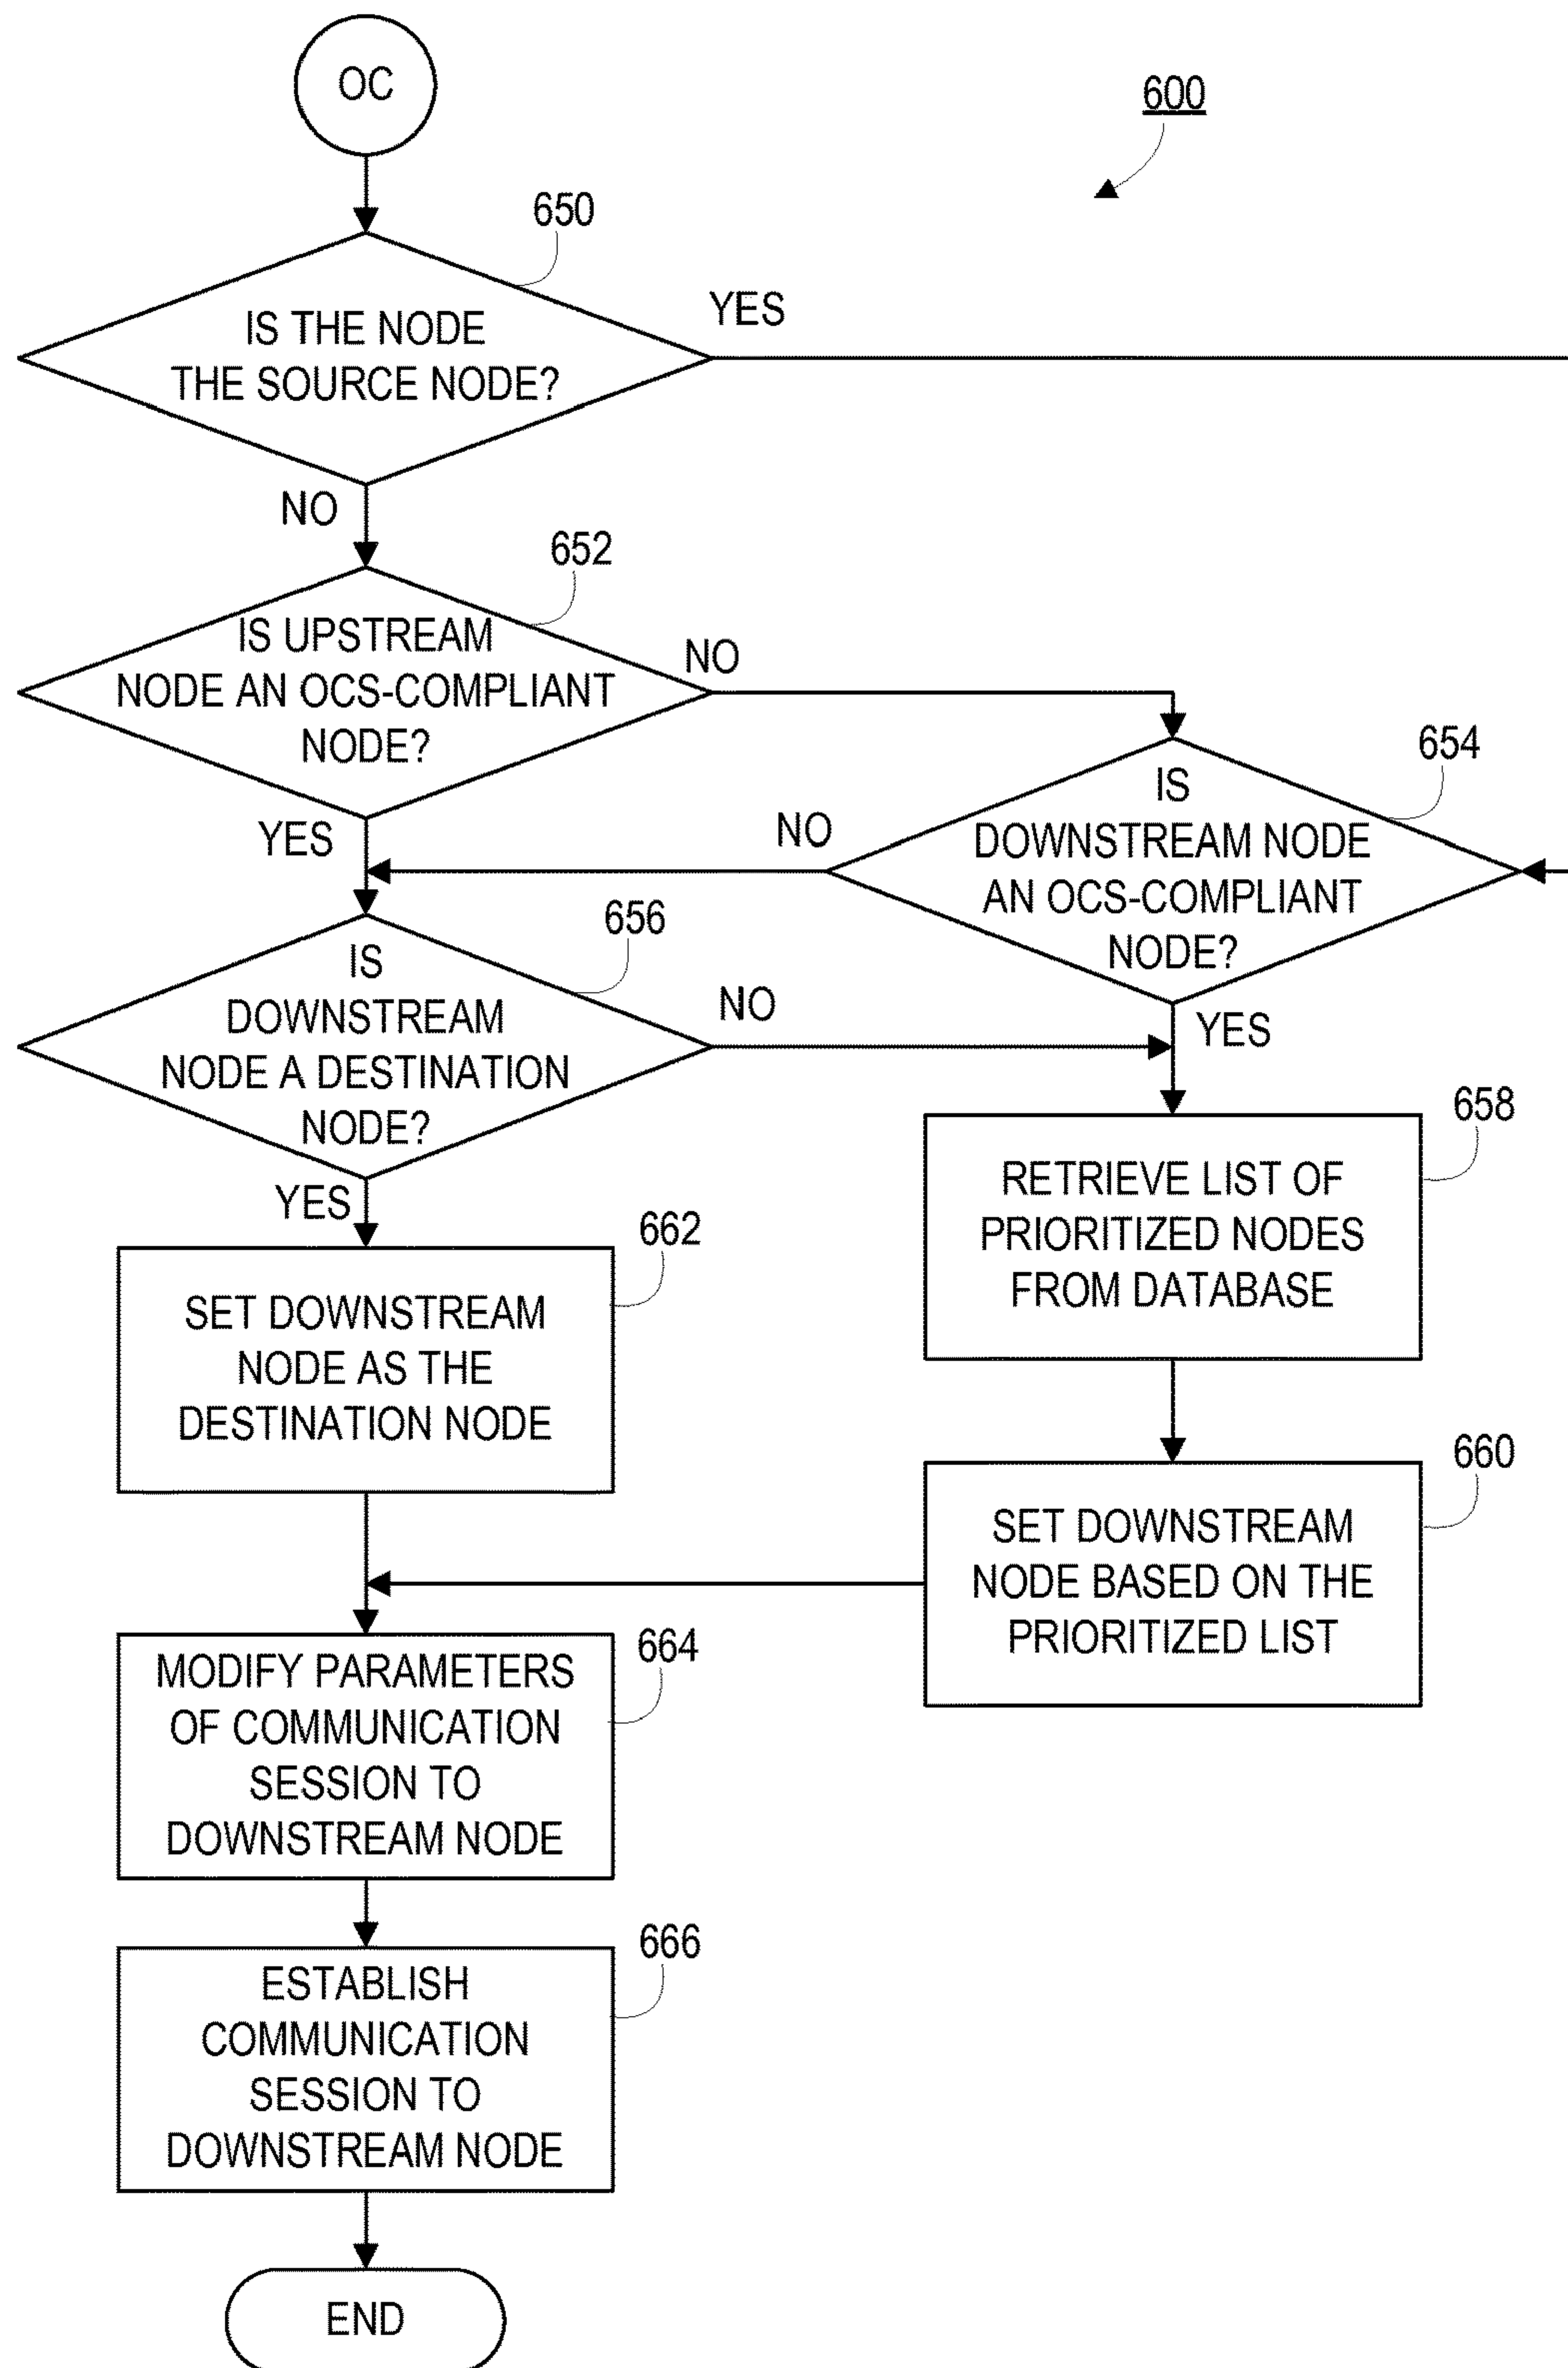 OC
600
650
IS THE NODE
THE SOURCE NODE?
YES
NO
652
IS UPSTREAM
NODE AN OCS-COMPLIANT
NODE?
NO
YES
654
IS
DOWNSTREAM NODE
AN OCS-COMPLIANT
NODE?
NO
YES
656
IS
DOWNSTREAM
NODE A DESTINATION
NODE?
NO
YES
658
RETRIEVE LIST OF
PRIORITIZED NODES
FROM DATABASE
662
SET DOWNSTREAM
NODE AS THE
DESTINATION NODE
660
SET DOWNSTREAM
NODE BASED ON THE
PRIORITIZED LIST
664
MODIFY PARAMETERS
OF COMMUNICATION
SESSION TO
DOWNSTREAM NODE
666
ESTABLISH
COMMUNICATION
SESSION TO
DOWNSTREAM NODE
END